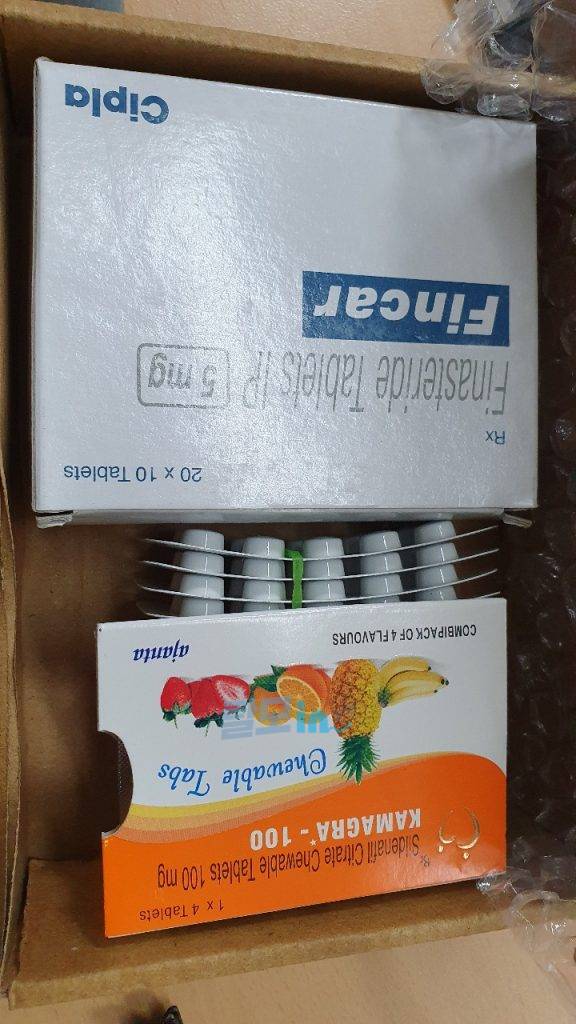 1 x 4 Tablets
Rx
Sildenafil Citrate Chewable Tablets 100 mg
KAMAGRA* - 100
Chewable Tabs
COMBIPACK OF 4 FLAVOURS
ajanta
20 x 10 Tablets
Rx
Finasteride Tablets IP 5 mg
Fincar
Cipla